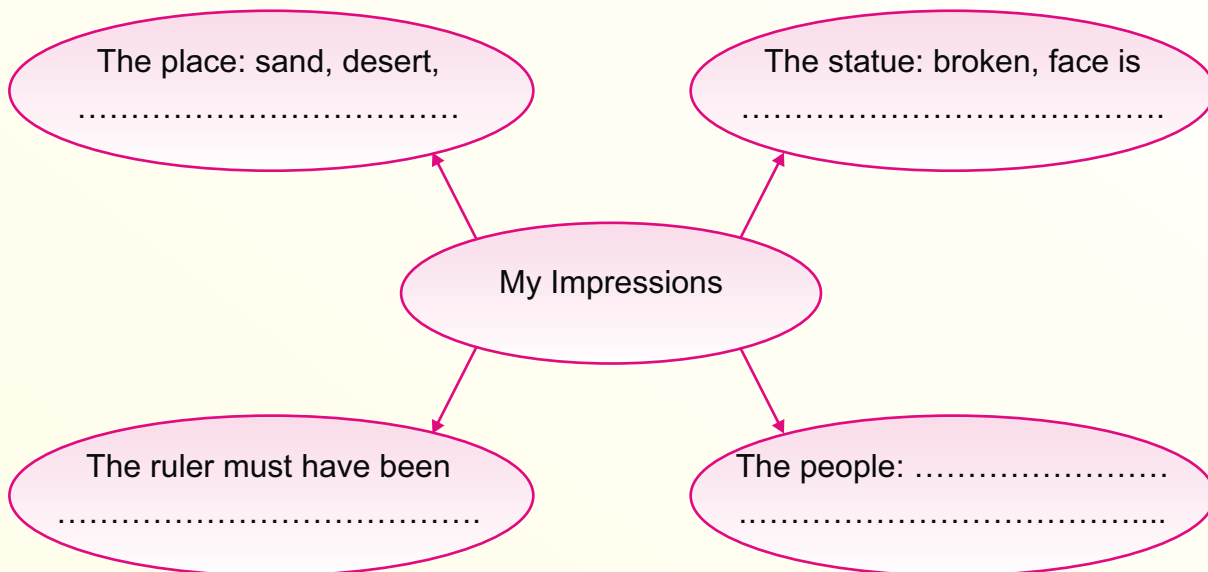 The place: sand, desert,
………………………………
The statue: broken, face is
………………………………….
My Impressions
The ruler must have been
………………………………….
The people: ……………………
………………………………....